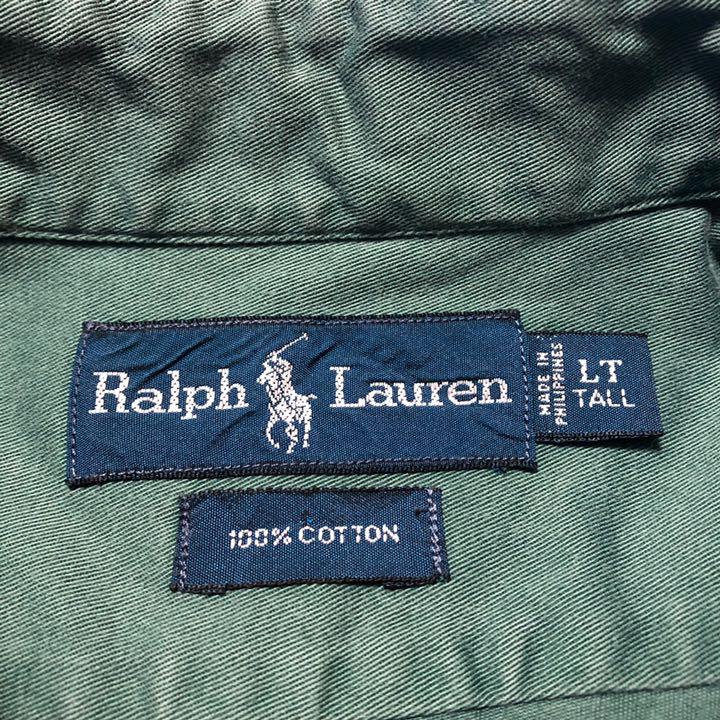 Ralph Lauren
MADE IN
PHILIPPINES
LT
TALL
100% COTTON